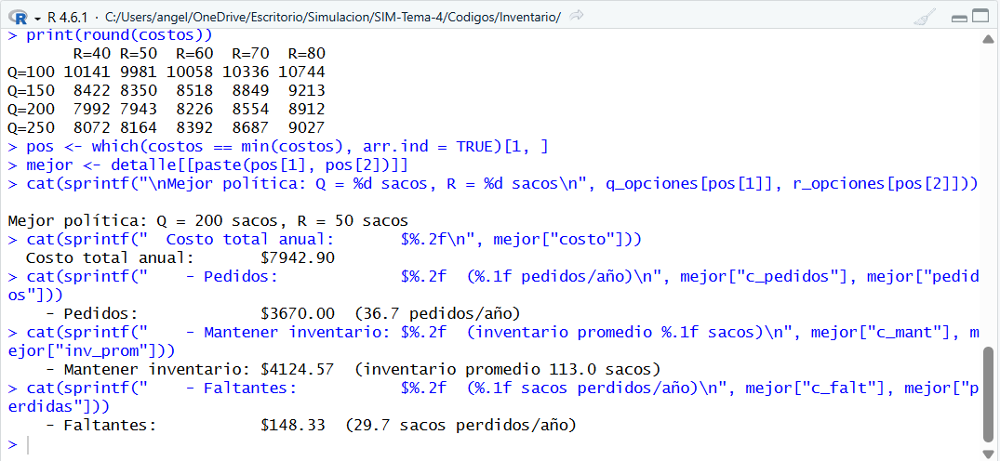 R 4.6.1 · C:/Users/angel/OneDrive/Escritorio/Simulacion/SIM-Tema-4/Codigos/Inventario/
> print(round(costos))
       R=40 R=50  R=60  R=70  R=80
Q=100 10141 9981 10058 10336 10744
Q=150  8422 8350  8518  8849  9213
Q=200  7992 7943  8226  8554  8912
Q=250  8072 8164  8392  8687  9027
> pos <- which(costos == min(costos), arr.ind = TRUE)[1, ]
> mejor <- detalle[[paste(pos[1], pos[2])]]
> cat(sprintf("\nMejor política: Q = %d sacos, R = %d sacos\n", q_opciones[pos[1]], r_opciones[pos[2]]))
Mejor política: Q = 200 sacos, R = 50 sacos
> cat(sprintf("  Costo total anual:       $%.2f\n", mejor["costo"]))
  Costo total anual:       $7942.90
> cat(sprintf("    - Pedidos:             $%.2f  (%.1f pedidos/año)\n", mejor["c_pedidos"], mejor["pedid
os"]))
    - Pedidos:             $3670.00  (36.7 pedidos/año)
> cat(sprintf("    - Mantener inventario: $%.2f  (inventario promedio %.1f sacos)\n", mejor["c_mant"], m
ejor["inv_prom"]))
    - Mantener inventario: $4124.57  (inventario promedio 113.0 sacos)
> cat(sprintf("    - Faltantes:           $%.2f  (%.1f sacos perdidos/año)\n", mejor["c_falt"], mejor["p
erdidas"]))
    - Faltantes:           $148.33  (29.7 sacos perdidos/año)
>